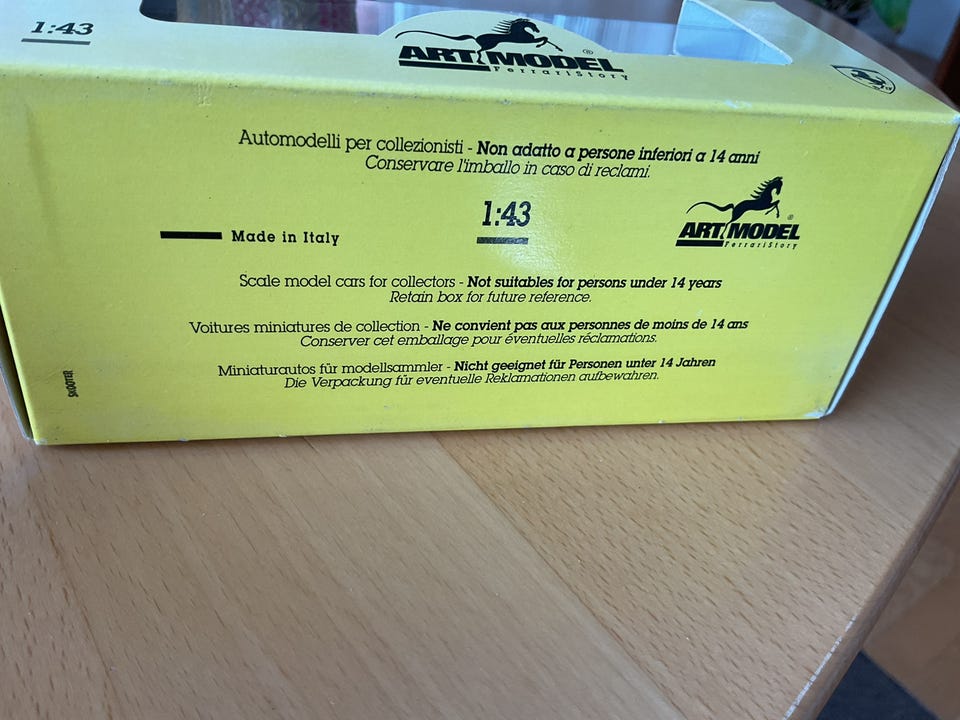 1:43
ART MODEL ®
FerrariStory
Automodelli per collezionisti - Non adatto a persone inferiori a 14 anni
Conservare l'imballo in caso di reclami.
Made in Italy
1:43
ART MODEL ®
FerrariStory
Scale model cars for collectors - Not suitables for persons under 14 years
Retain box for future reference.
Voitures miniatures de collection - Ne convient pas aux personnes de moins de 14 ans
Conserver cet emballage pour éventuelles réclamations.
Miniaturautos für modellsammler - Nicht geeignet für Personen unter 14 Jahren
Die Verpackung für eventuelle Reklamationen aufbewahren.